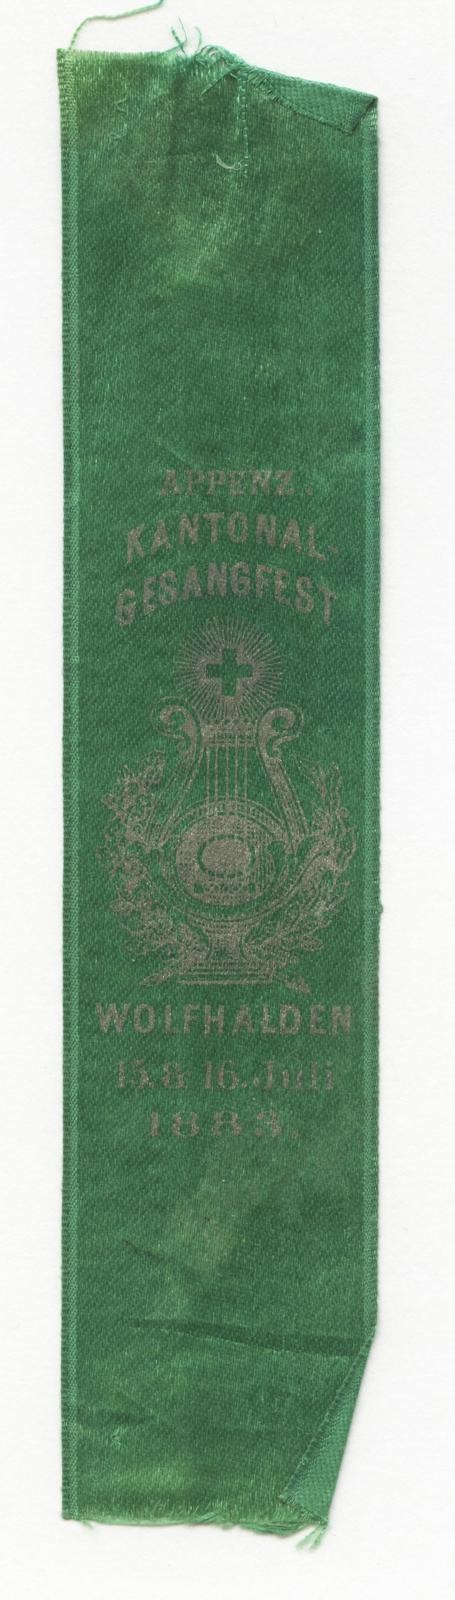 APPENZ.
KANTONAL-
GESANGFEST
WOLFHALDEN
15. & 16. Juli
1883.